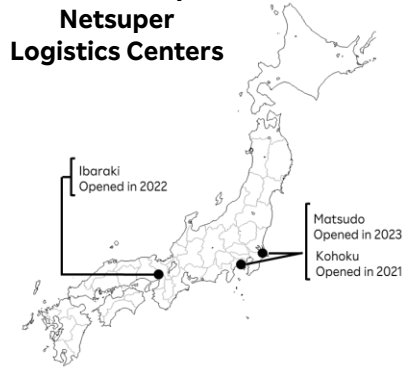 Netsuper
Logistics Centers
Ibaraki
Opened in 2022
Matsudo
Opened in 2023
Kohoku
Opened in 2021